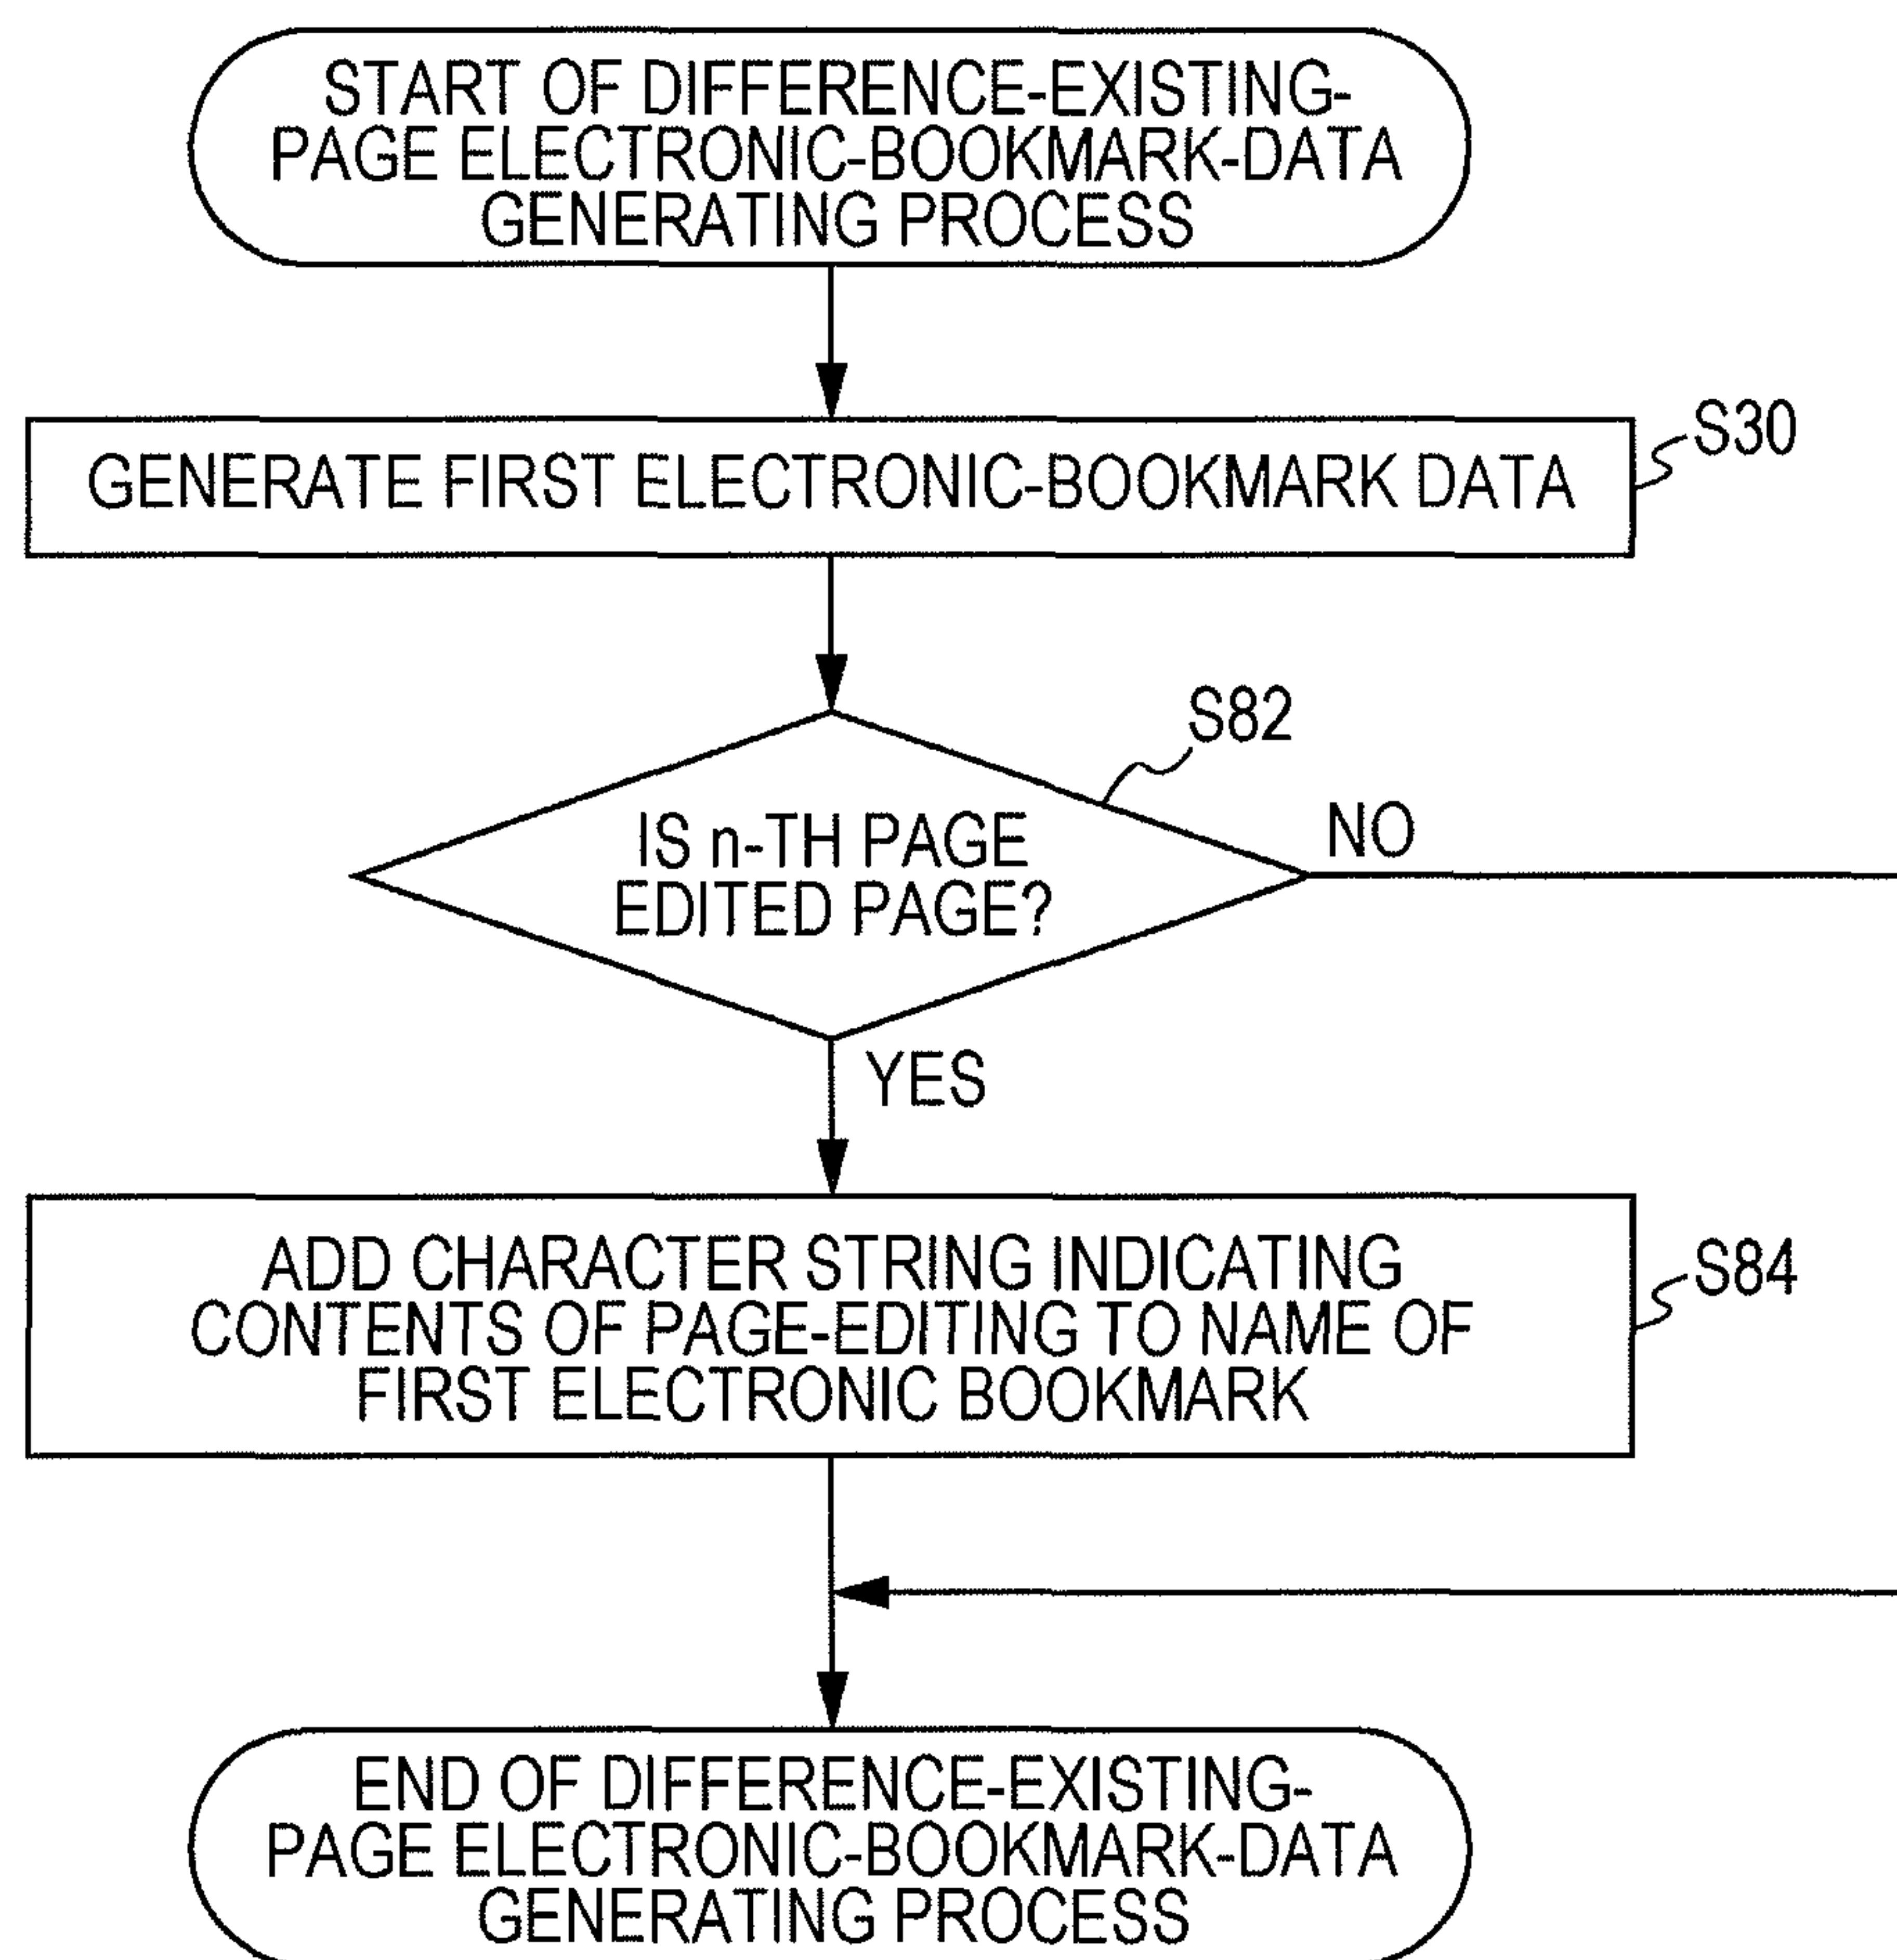 START OF DIFFERENCE-EXISTING-
PAGE ELECTRONIC-BOOKMARK-DATA
GENERATING PROCESS
GENERATE FIRST ELECTRONIC-BOOKMARK DATA
S30
S82
IS n-TH PAGE
EDITED PAGE?
NO
YES
ADD CHARACTER STRING INDICATING
CONTENTS OF PAGE-EDITING TO NAME OF
FIRST ELECTRONIC BOOKMARK
S84
END OF DIFFERENCE-EXISTING-
PAGE ELECTRONIC-BOOKMARK-DATA
GENERATING PROCESS